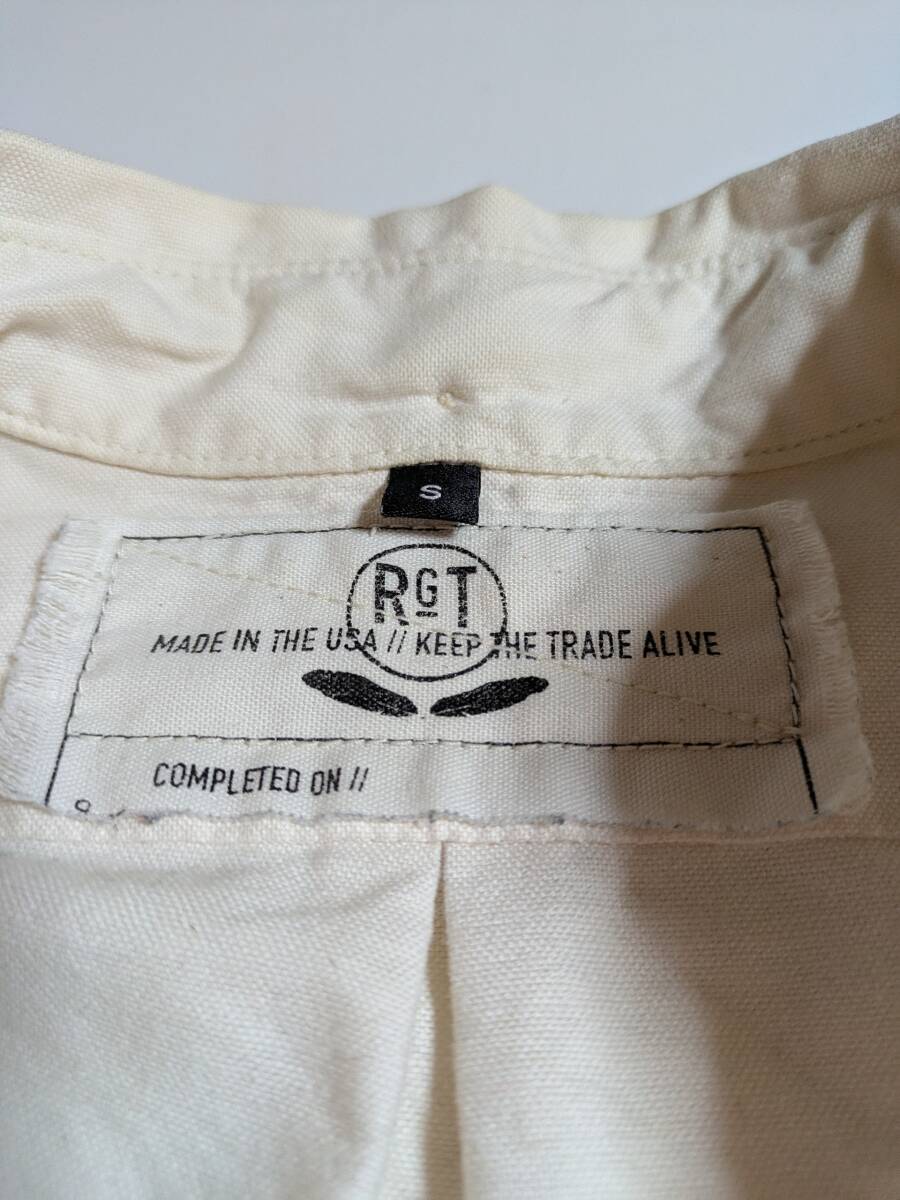 S
RGT
MADE IN THE USA // KEEP THE TRADE ALIVE
COMPLETED ON //